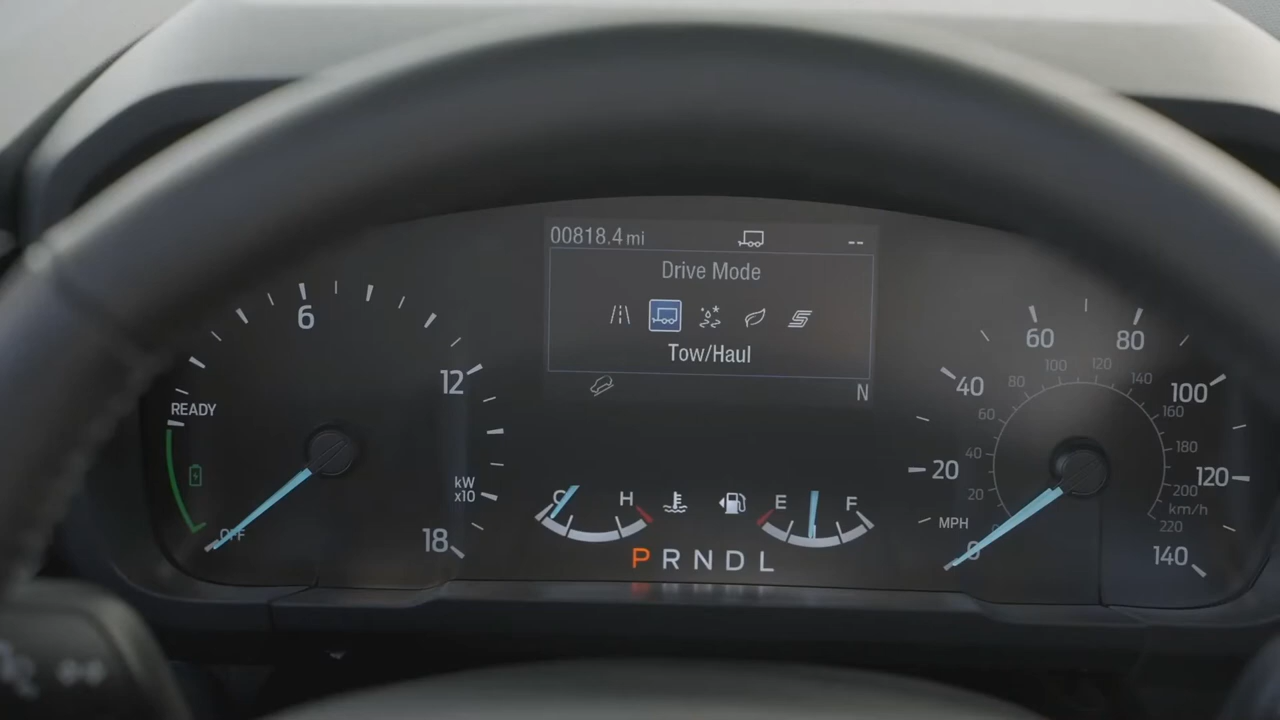 00818.4 mi --
Drive Mode
Tow/Haul
N
READY
OFF
6
12
18
kW
x10
C H
E F
P R N D L
0 20 40 60 80 100 120 140
MPH
20 40 60 80 100 120 140 160 180 200 220
km/h